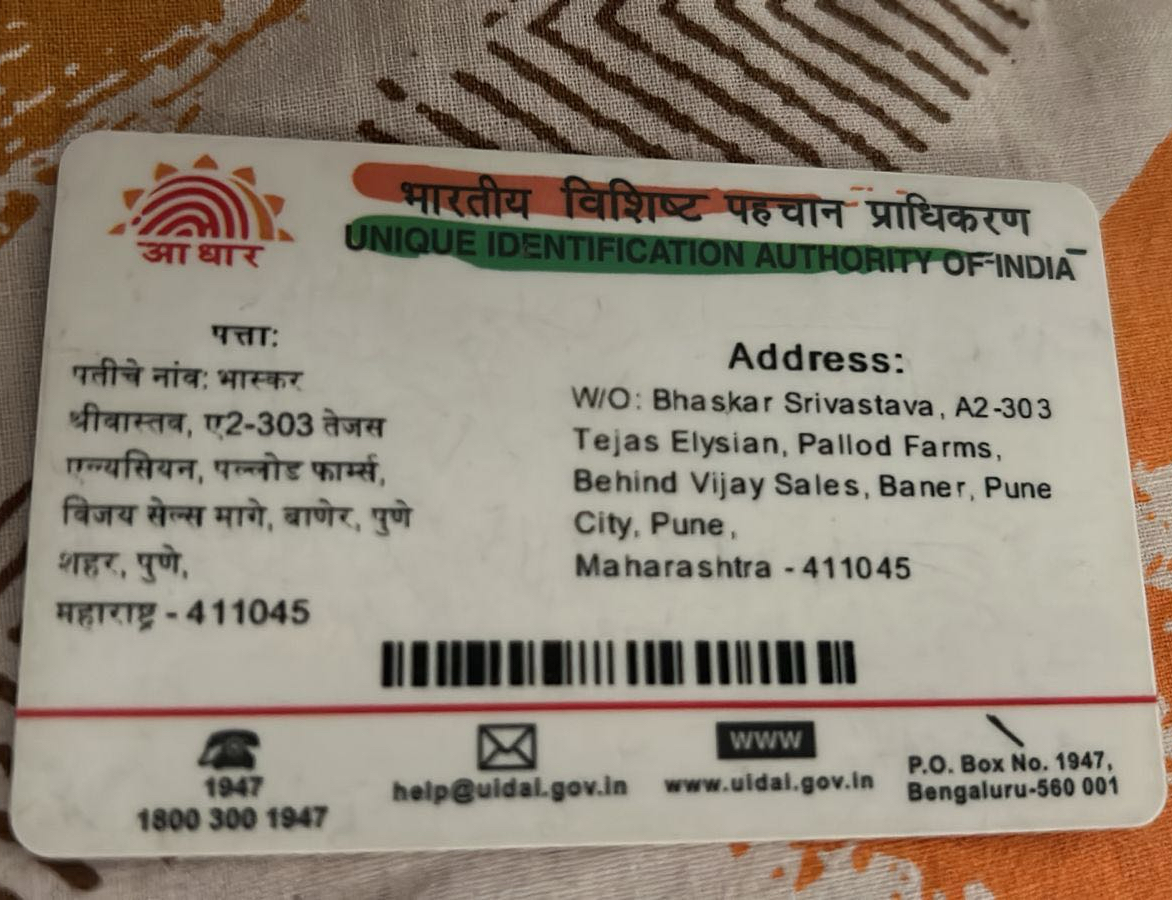 आधार
भारतीय विशिष्ट पहचान प्राधिकरण
UNIQUE IDENTIFICATION AUTHORITY OF INDIA
पत्ता:
पतीचे नांव: भास्कर
श्रीवास्तव, ए2-303 तेजस
एल्यसियन, पल्लोड फार्म्स,
विजय सेल्स मागे, बाणेर, पुणे
शहर, पुणे,
महाराष्ट्र - 411045
Address:
W/O: Bhaskar Srivastava, A2-303
Tejas Elysian, Pallod Farms,
Behind Vijay Sales, Baner, Pune
City, Pune,
Maharashtra - 411045
1947
1800 300 1947
help@uidai.gov.in
www
www.uidai.gov.in
P.O. Box No. 1947,
Bengaluru-560 001